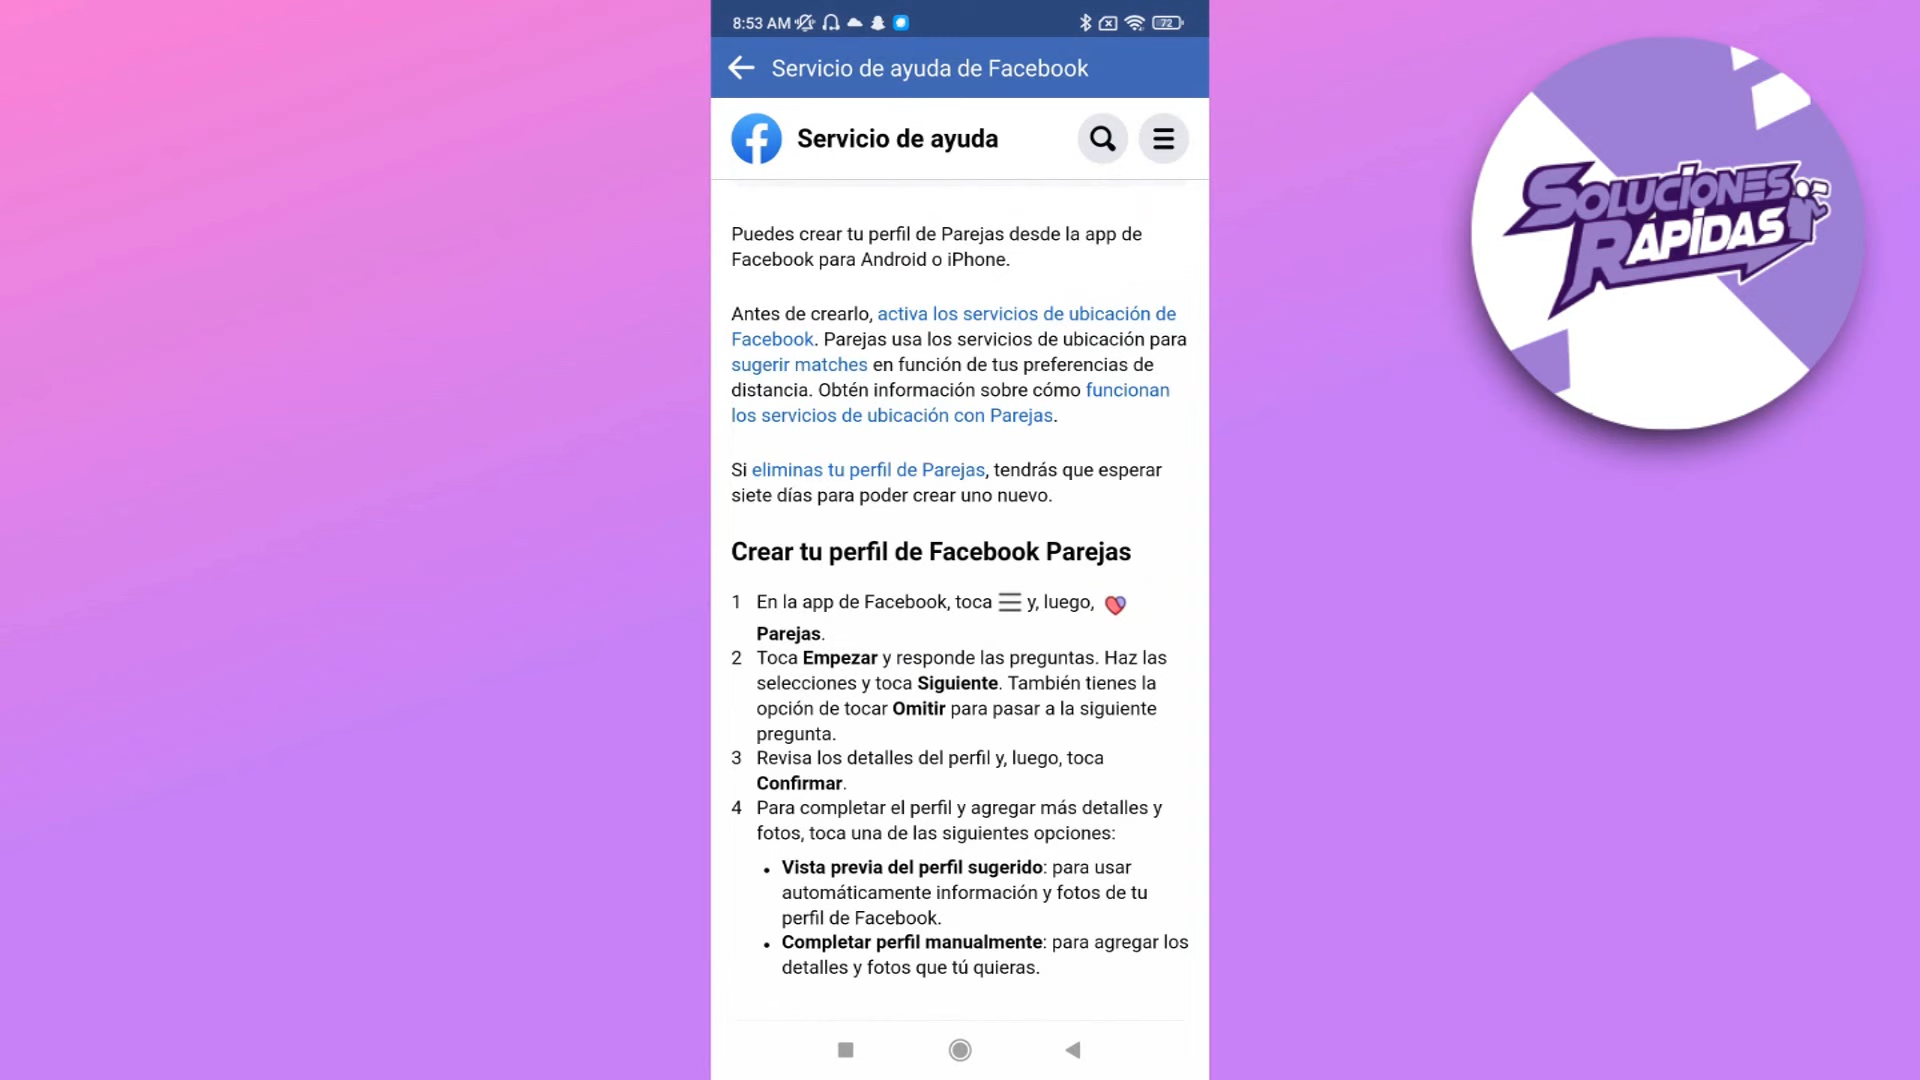 8:53 AM
72
Servicio de ayuda de Facebook
Servicio de ayuda
SOLUCIONES
RÁPIDAS
Puedes crear tu perfil de Parejas desde la app de
Facebook para Android o iPhone.
Antes de crearlo, activa los servicios de ubicación de
Facebook. Parejas usa los servicios de ubicación para
sugerir matches en función de tus preferencias de
distancia. Obtén información sobre cómo funcionan
los servicios de ubicación con Parejas.
Si eliminas tu perfil de Parejas, tendrás que esperar
siete días para poder crear uno nuevo.
Crear tu perfil de Facebook Parejas
1 En la app de Facebook, toca y, luego,
Parejas.
2 Toca Empezar y responde las preguntas. Haz las
selecciones y toca Siguiente. También tienes la
opción de tocar Omitir para pasar a la siguiente
pregunta.
3 Revisa los detalles del perfil y, luego, toca
Confirmar.
4 Para completar el perfil y agregar más detalles y
fotos, toca una de las siguientes opciones:
• Vista previa del perfil sugerido: para usar
automáticamente información y fotos de tu
perfil de Facebook.
• Completar perfil manualmente: para agregar los
detalles y fotos que tú quieras.